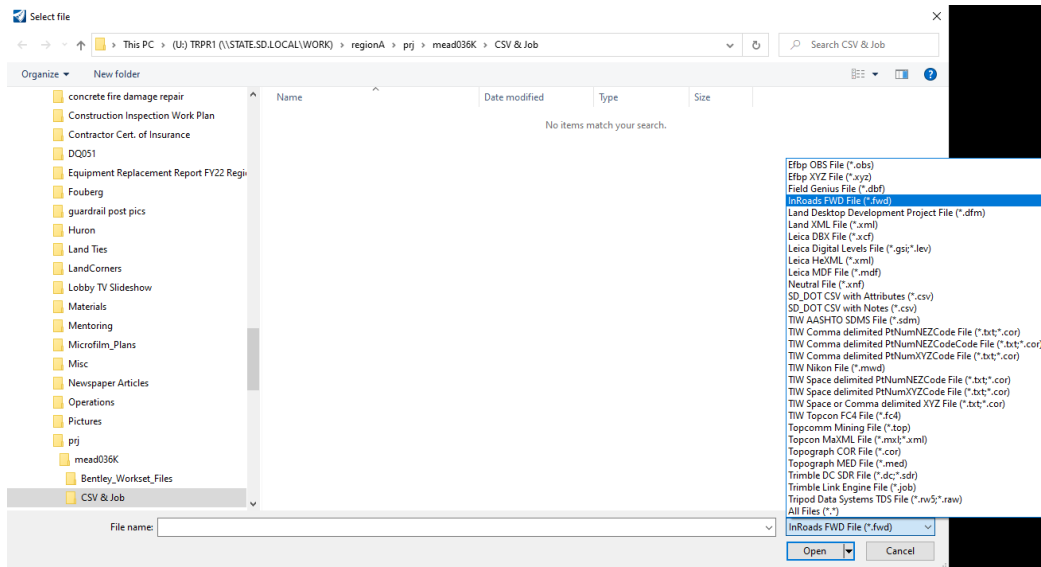 Select file
This PC > (U:) TRPR1 (\\STATE.SD.LOCAL\WORK) > regionA > prj > mead036K > CSV & Job
Search CSV & Job
Organize
New folder
concrete fire damage repair
Construction Inspection Work Plan
Contractor Cert. of Insurance
DQ051
Equipment Replacement Report FY22 Regi
Fouberg
guardrail post pics
Huron
Land Ties
LandCorners
Lobby TV Slideshow
Materials
Mentoring
Microfilm_Plans
Misc
Newspaper Articles
Operations
Pictures
prj
mead036K
Bentley_Workset_Files
CSV & Job
Name
Date modified
Type
Size
No items match your search.
Efbp OBS File (*.obs)
Efbp XYZ File (*.xyz)
Field Genius File (*.dbf)
InRoads FWD File (*.fwd)
Land Desktop Development Project File (*.dfm)
Land XML File (*.xml)
Leica DBX File (*.xcf)
Leica Digital Levels File (*.gsi;*.lev)
Leica HeXML (*.xml)
Leica MDF File (*.mdf)
Neutral File (*.xnf)
SD_DOT CSV with Attributes (*.csv)
SD_DOT CSV with Notes (*.csv)
TIW AASHTO SDMS File (*.sdm)
TIW Comma delimited PtNumNEZCode File (*.txt;*.cor)
TIW Comma delimited PtNumNEZCodeCode File (*.txt;*.cor)
TIW Comma delimited PtNumXYZCode File (*.txt;*.cor)
TIW Nikon File (*.mwd)
TIW Space delimited PtNumNEZCode File (*.txt;*.cor)
TIW Space delimited PtNumXYZCode File (*.txt;*.cor)
TIW Space or Comma delimited XYZ File (*.txt;*.cor)
TIW Topcon FC4 File (*.fc4)
Topcomm Mining File (*.top)
Topcon MaXML File (*.mxl;*.xml)
Topograph COR File (*.cor)
Topograph MED File (*.med)
Trimble DC SDR File (*.dc;*.sdr)
Trimble Link Engine File (*.job)
Tripod Data Systems TDS File (*.rw5;*.raw)
All Files (*.*)
File name:
InRoads FWD File (*.fwd)
Open
Cancel